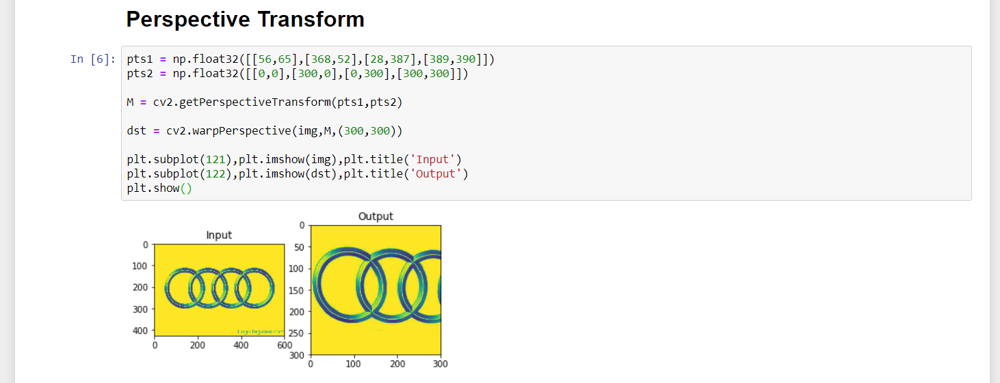 Perspective Transform
In [6]:
pts1 = np.float32([[56,65],[368,52],[28,387],[389,390]])
pts2 = np.float32([[0,0],[300,0],[0,300],[300,300]])
M = cv2.getPerspectiveTransform(pts1,pts2)
dst = cv2.warpPerspective(img,M,(300,300))
plt.subplot(121),plt.imshow(img),plt.title('Input')
plt.subplot(122),plt.imshow(dst),plt.title('Output')
plt.show()
Input
0
100
200
300
400
0 200 400 600
Output
0
50
100
150
200
250
300
0 100 200 300